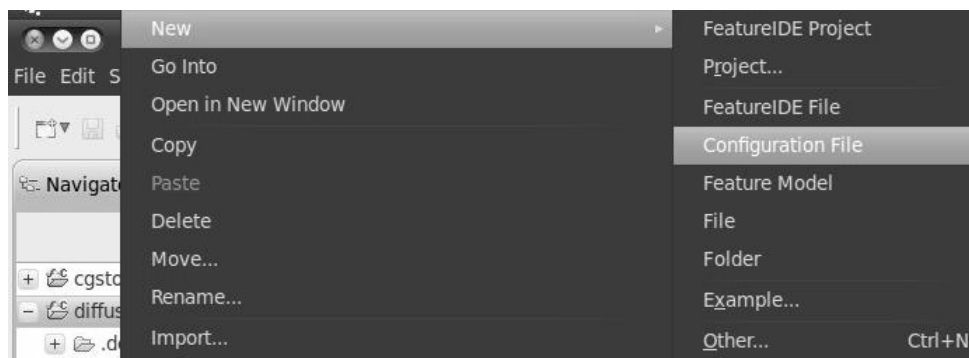 New
Go Into
Open in New Window
Copy
Paste
Delete
Move...
Rename...
Import...
FeatureIDE Project
Project...
FeatureIDE File
Configuration File
Feature Model
File
Folder
Example...
Other... Ctrl+N
File Edit S
Navigat
cgsto
diffus
.d